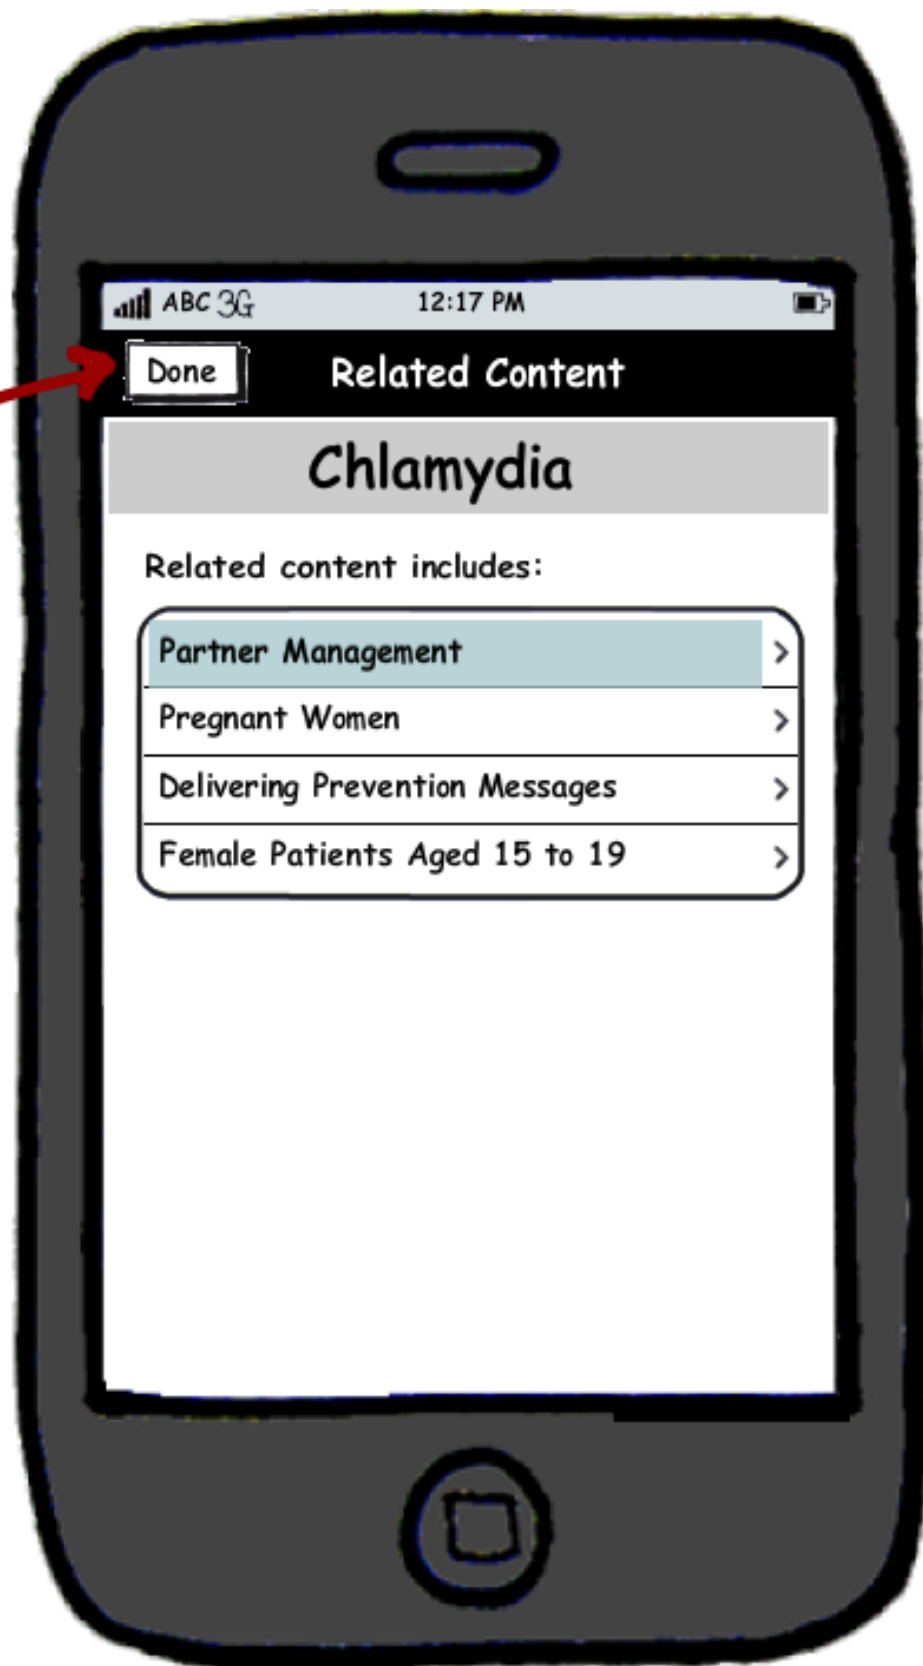 ABC 3G 12:17 PM
Done Related Content
Chlamydia
Related content includes:
Partner Management
Pregnant Women
Delivering Prevention Messages
Female Patients Aged 15 to 19